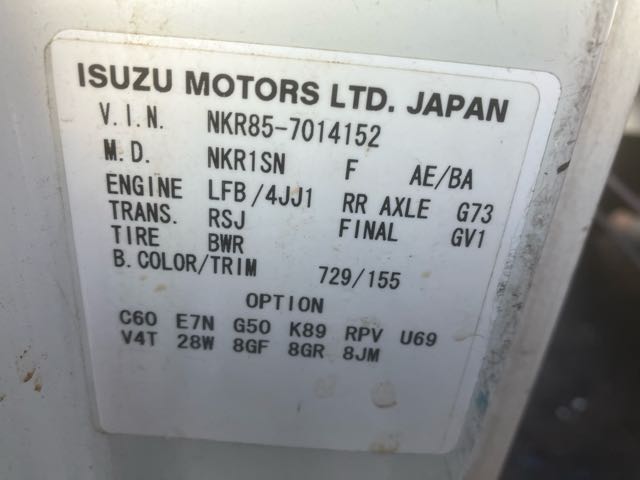 ISUZU MOTORS LTD. JAPAN
V.I.N. NKR85-7014152
M.D. NKR1SN F AE/BA
ENGINE LFB/4JJ1 RR AXLE G73
TRANS. RSJ FINAL GV1
TIRE BWR
B.COLOR/TRIM 729/155
OPTION
C60 E7N G50 K89 RPV U69
V4T 28W 8GF 8GR 8JM